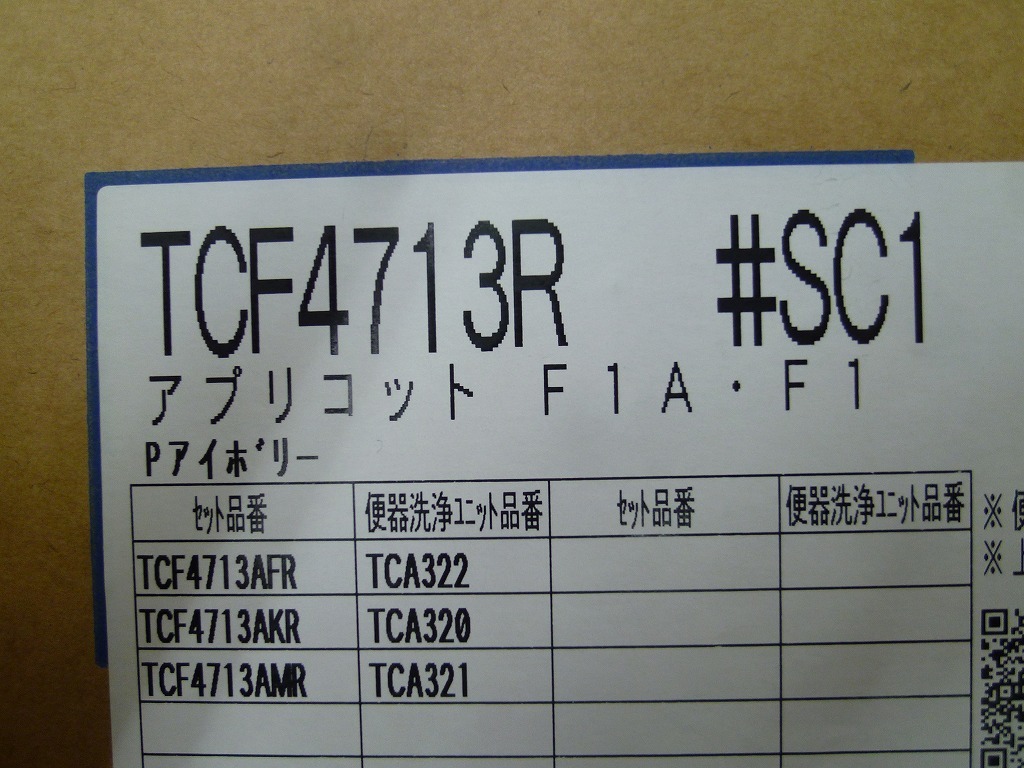 TCF4713R #SC1
アプリコット F1A・F1
Pアイボリー
セット品番 便器洗浄ユニット品番 セット品番 便器洗浄ユニット品番
TCF4713AFR TCA322
TCF4713AKR TCA320
TCF4713AMR TCA321
※
※上